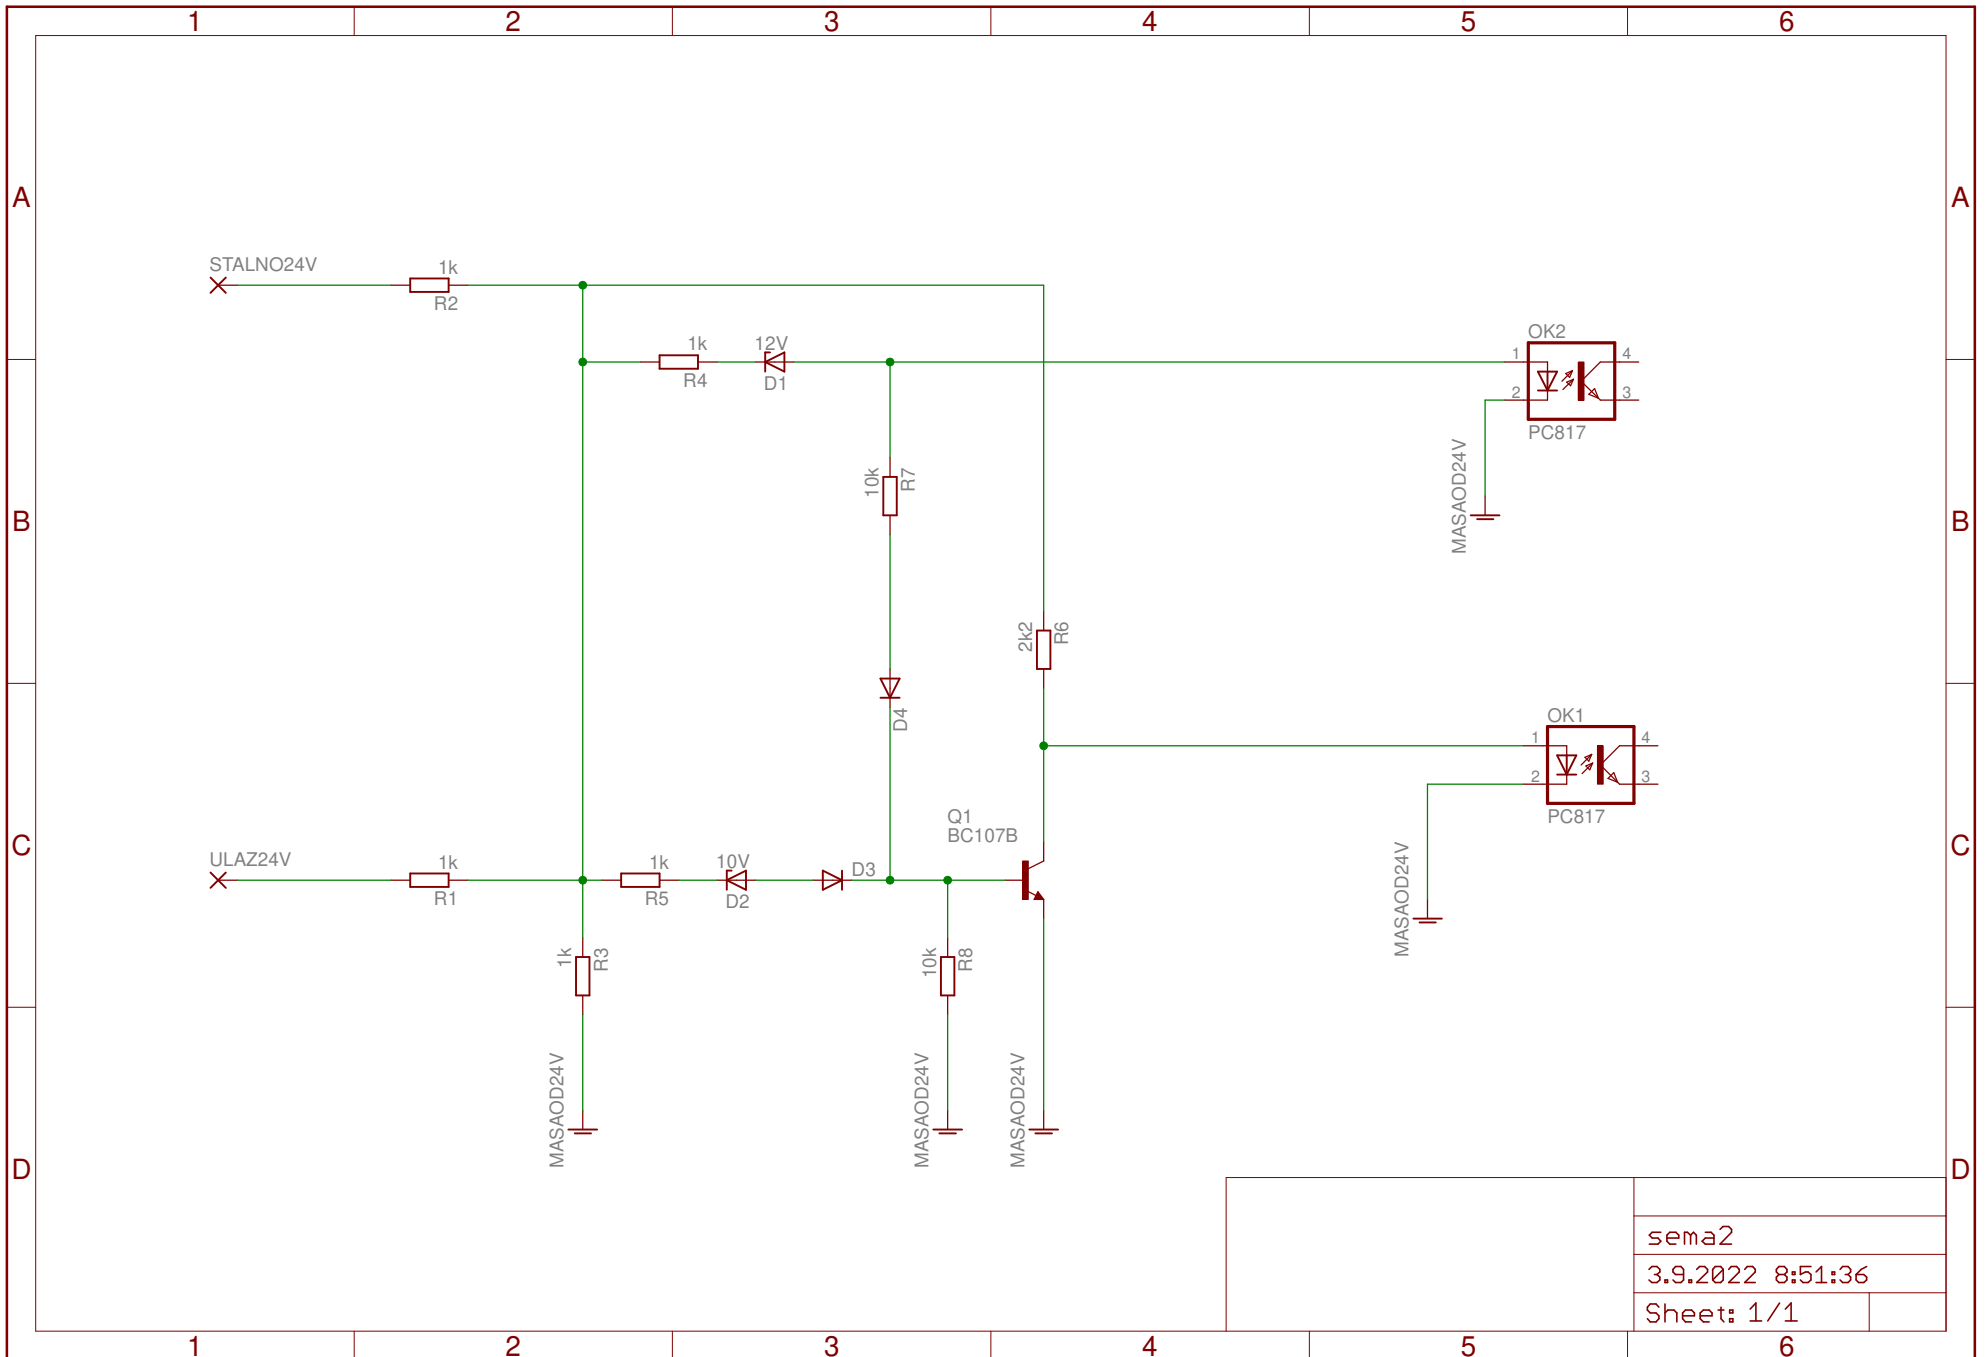 1 2 3 4 5 6
A A
STALNO24V
1k
R2
1k
R4
12V
D1
OK2
1
4
2
3
PC817
MASAOD24V
B B
10k
R7
2k2
R6
D4
OK1
1
4
2
3
PC817
MASAOD24V
Q1
BC107B
C C
ULAZ24V
1k
R1
1k
R5
10V
D2
D3
1k
R3
10k
R8
MASAOD24V
MASAOD24V
MASAOD24V
D D
sema2
3.9.2022 8:51:36
Sheet: 1/1
1 2 3 4 5 6